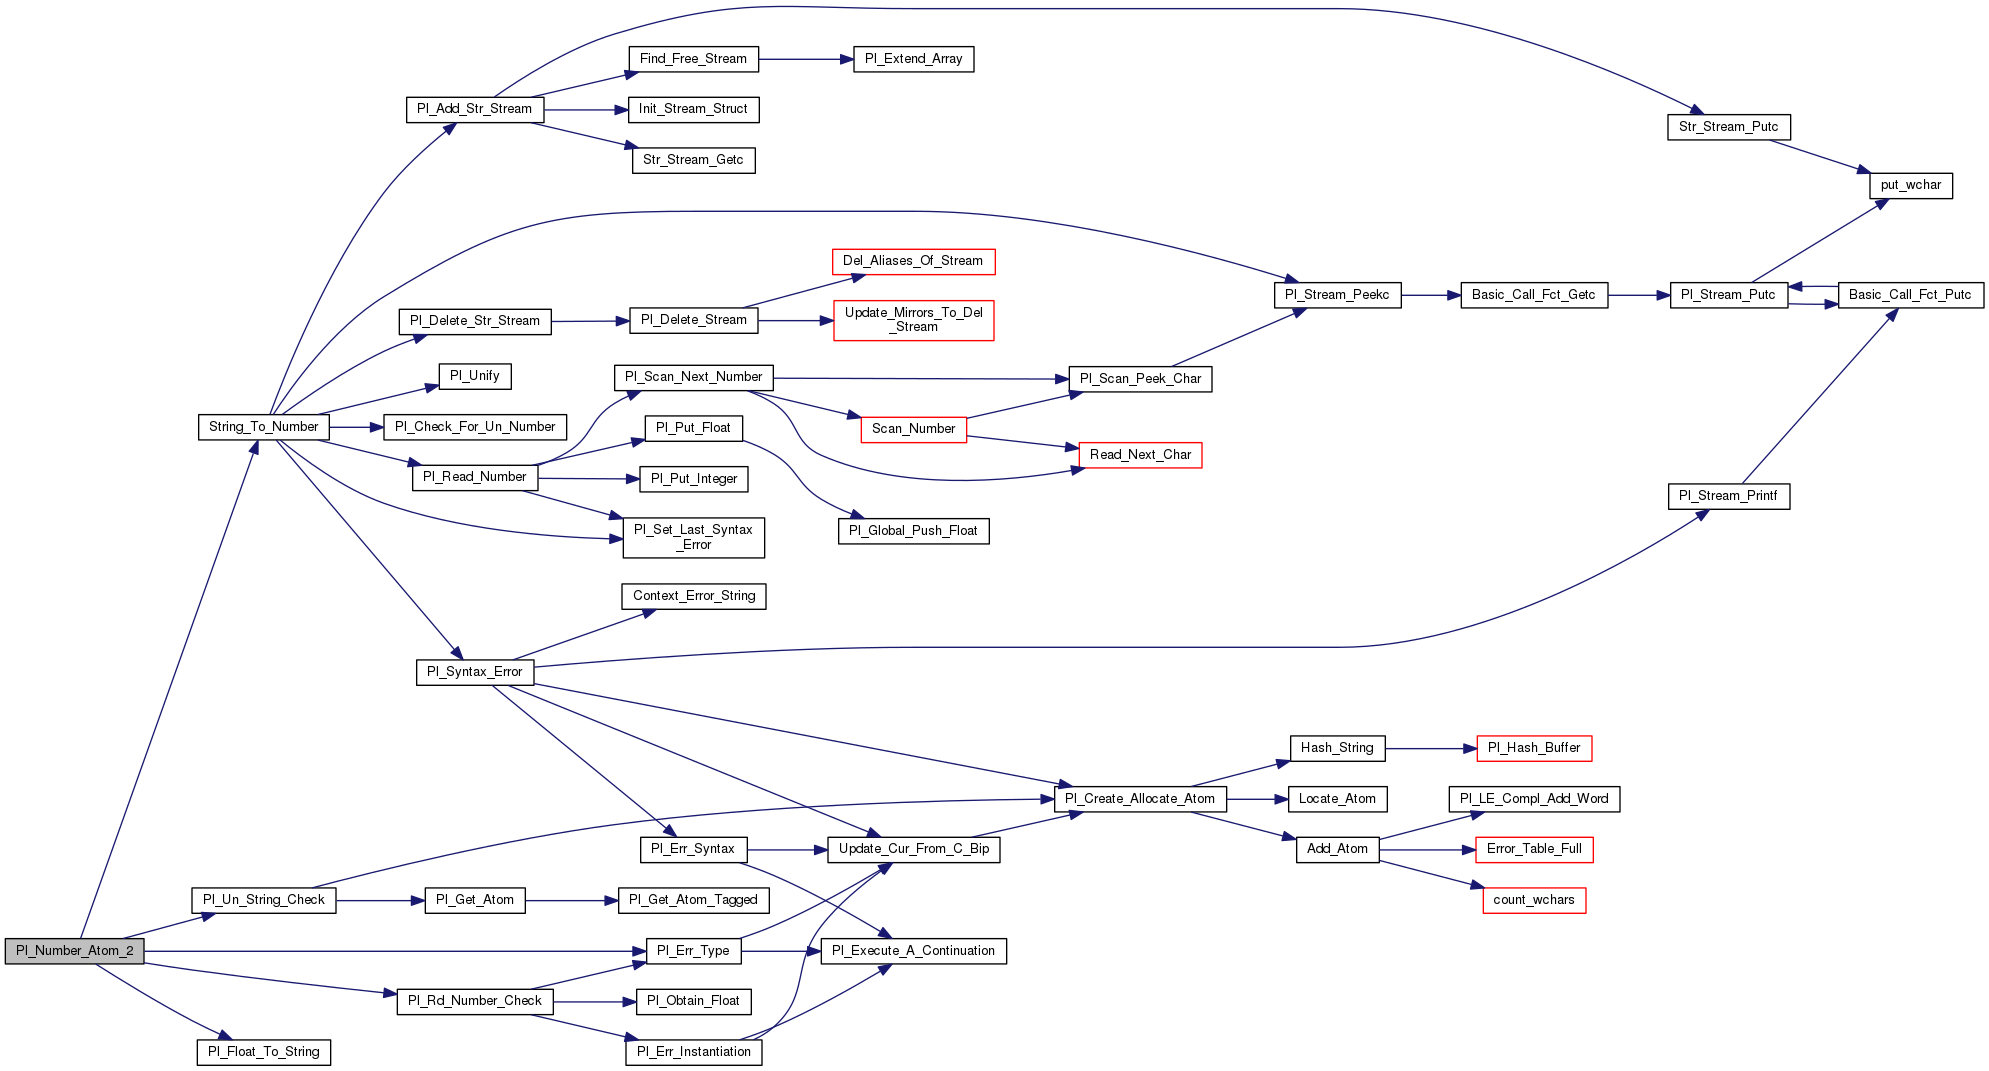 Find_Free_Stream
Pl_Extend_Array
Pl_Add_Str_Stream
Init_Stream_Struct
Str_Stream_Putc
Str_Stream_Getc
put_wchar
Del_Aliases_Of_Stream
Pl_Stream_Peekc
Basic_Call_Fct_Getc
Pl_Stream_Putc
Basic_Call_Fct_Putc
Pl_Delete_Str_Stream
Pl_Delete_Stream
Update_Mirrors_To_Del
_Stream
Pl_Unify
Pl_Scan_Next_Number
Pl_Scan_Peek_Char
String_To_Number
Pl_Check_For_Un_Number
Pl_Put_Float
Scan_Number
Read_Next_Char
Pl_Read_Number
Pl_Put_Integer
Pl_Stream_Printf
Pl_Set_Last_Syntax
_Error
Pl_Global_Push_Float
Context_Error_String
Pl_Syntax_Error
Hash_String
Pl_Hash_Buffer
Pl_Create_Allocate_Atom
Locate_Atom
Pl_LE_Compl_Add_Word
Pl_Err_Syntax
Update_Cur_From_C_Bip
Add_Atom
Error_Table_Full
Pl_Un_String_Check
Pl_Get_Atom
Pl_Get_Atom_Tagged
count_wchars
Pl_Number_Atom_2
Pl_Err_Type
Pl_Execute_A_Continuation
Pl_Rd_Number_Check
Pl_Obtain_Float
Pl_Float_To_String
Pl_Err_Instantiation